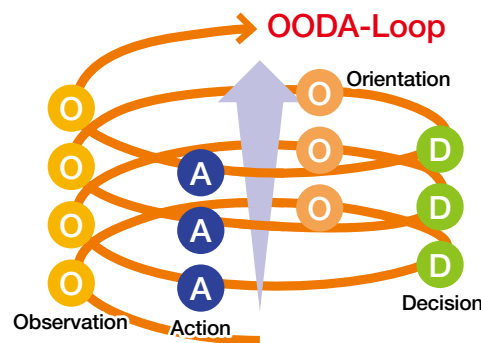 OODA-Loop
O Orientation
O
A D
O O
A D
O O
A D
O
Decision
Observation Action